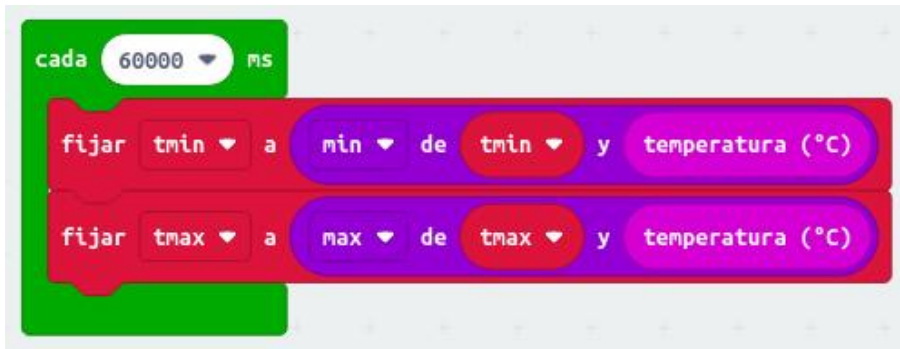 cada 60000 ms
fijar tmin a min de tmin y temperatura (°C)
fijar tmax a max de tmax y temperatura (°C)